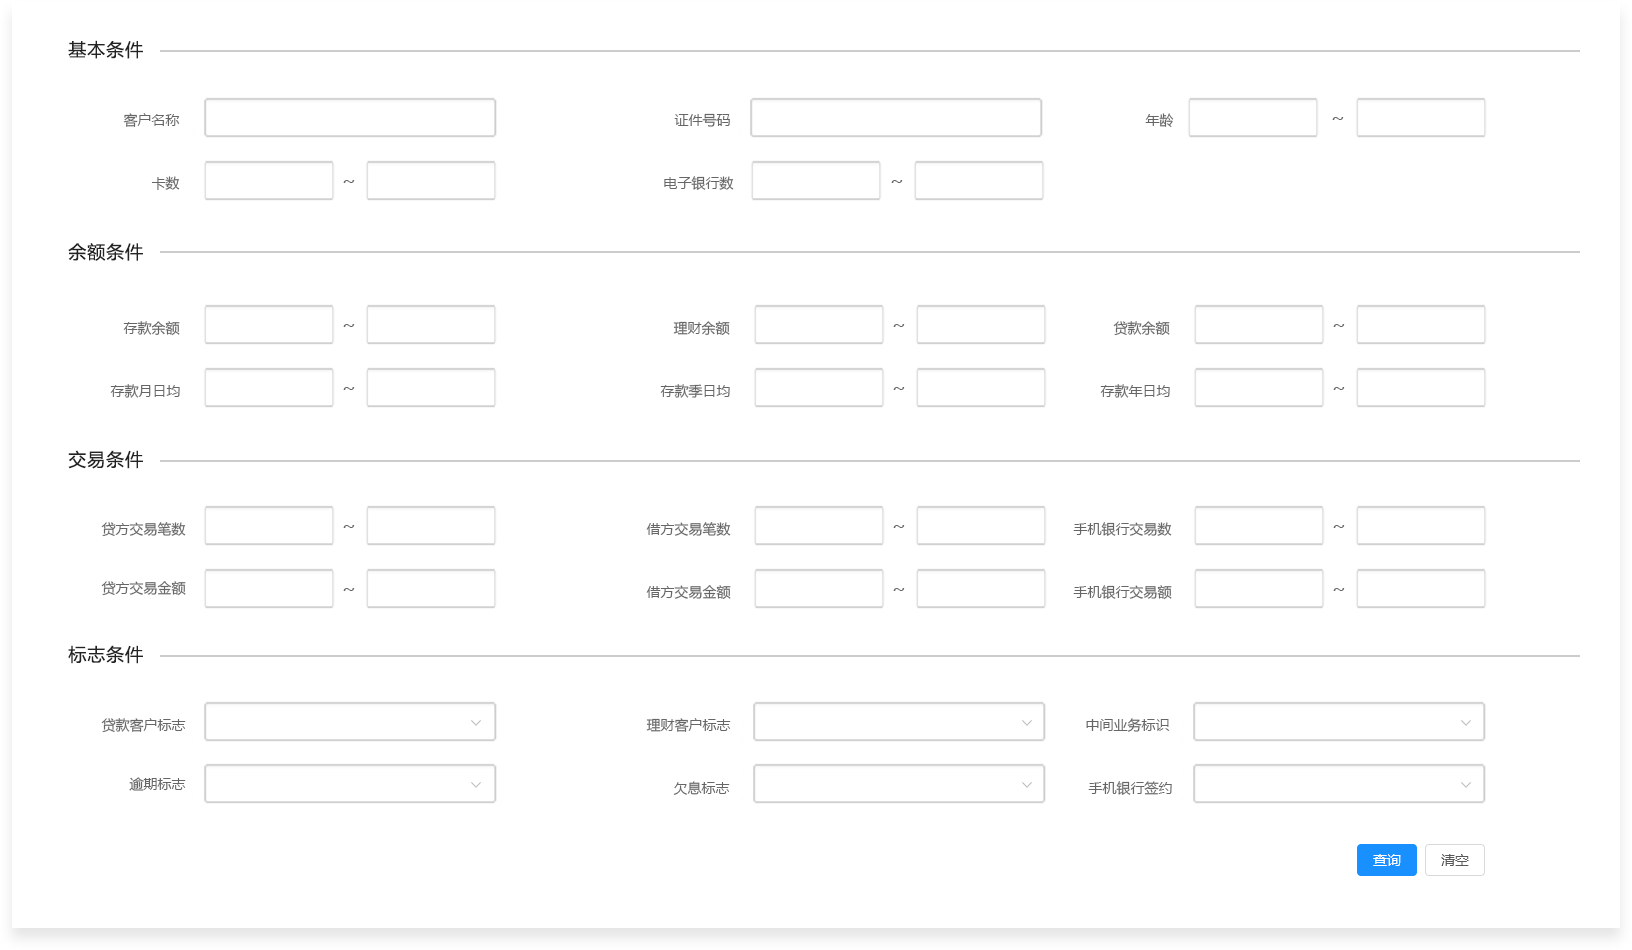 基本条件
客户名称 证件号码 年龄 ~
卡数 ~ 电子银行数 ~
余额条件
存款余额 ~ 理财余额 ~ 贷款余额 ~
存款月日均 ~ 存款季日均 ~ 存款年日均 ~
交易条件
贷方交易笔数 ~ 借方交易笔数 ~ 手机银行交易数 ~
贷方交易金额 ~ 借方交易金额 ~ 手机银行交易额 ~
标志条件
贷款客户标志 理财客户标志 中间业务标识
逾期标志 欠息标志 手机银行签约
查询 清空